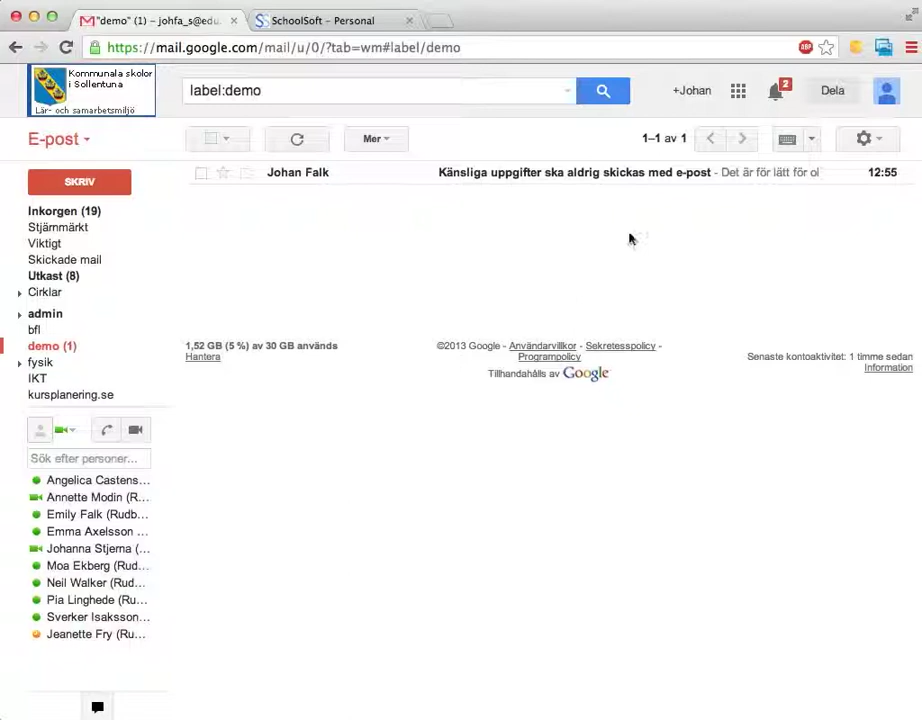 "demo" (1) – johfa_s@edu.
SchoolSoft – Personal
https://mail.google.com/mail/u/0/?tab=wm#label/demo
ABP
Kommunala skolor
i Sollentuna
Lär- och samarbetsmiljö
label:demo
+Johan
2
Dela
E-post
Mer
1–1 av 1
SKRIV
Johan Falk
Känsliga uppgifter ska aldrig skickas med e-post - Det är för lätt för ol
12:55
Inkorgen (19)
Stjärnmärkt
Viktigt
Skickade mail
Utkast (8)
Cirklar
admin
bfl
demo (1)
fysik
IKT
kursplanering.se
1,52 GB (5 %) av 30 GB används
Hantera
©2013 Google - Användarvillkor - Sekretesspolicy -
Programpolicy
Tillhandahålls av Google
Senaste kontoaktivitet: 1 timme sedan
Information
Sök efter personer...
Angelica Castens...
Annette Modin (R...
Emily Falk (Rudb...
Emma Axelsson ...
Johanna Stjerna (...
Moa Ekberg (Rud...
Neil Walker (Rud...
Pia Linghede (Ru...
Sverker Isaksson...
Jeanette Fry (Ru...